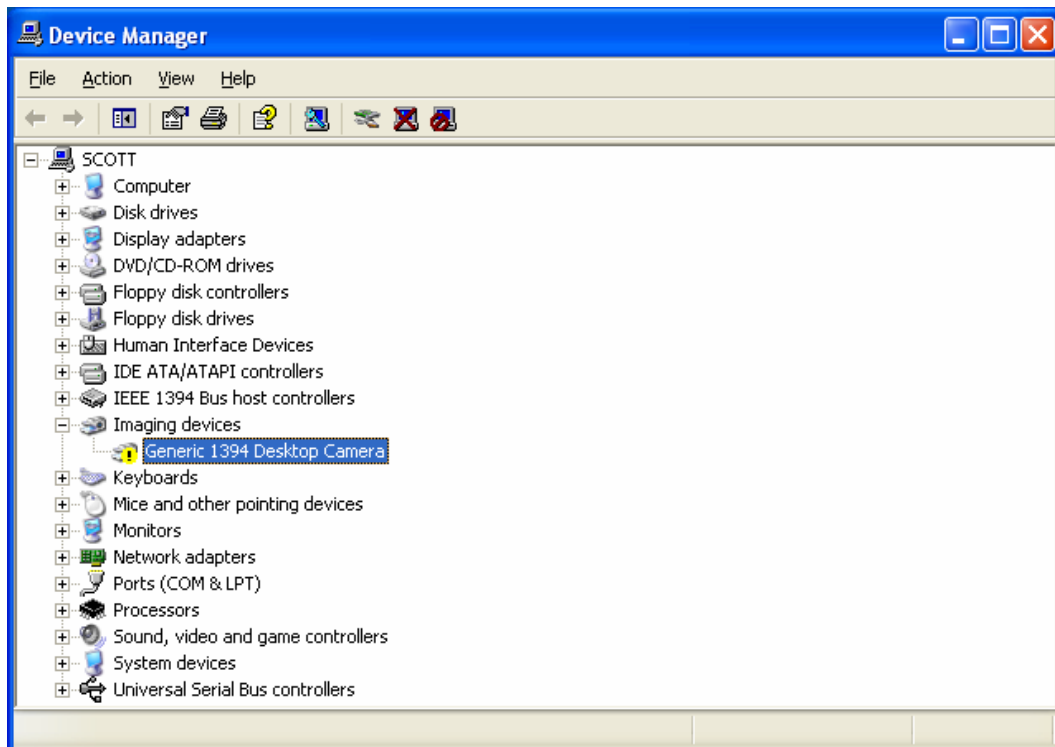 Device Manager
File Action View Help
SCOTT
Computer
Disk drives
Display adapters
DVD/CD-ROM drives
Floppy disk controllers
Floppy disk drives
Human Interface Devices
IDE ATA/ATAPI controllers
IEEE 1394 Bus host controllers
Imaging devices
Generic 1394 Desktop Camera
Keyboards
Mice and other pointing devices
Monitors
Network adapters
Ports (COM & LPT)
Processors
Sound, video and game controllers
System devices
Universal Serial Bus controllers